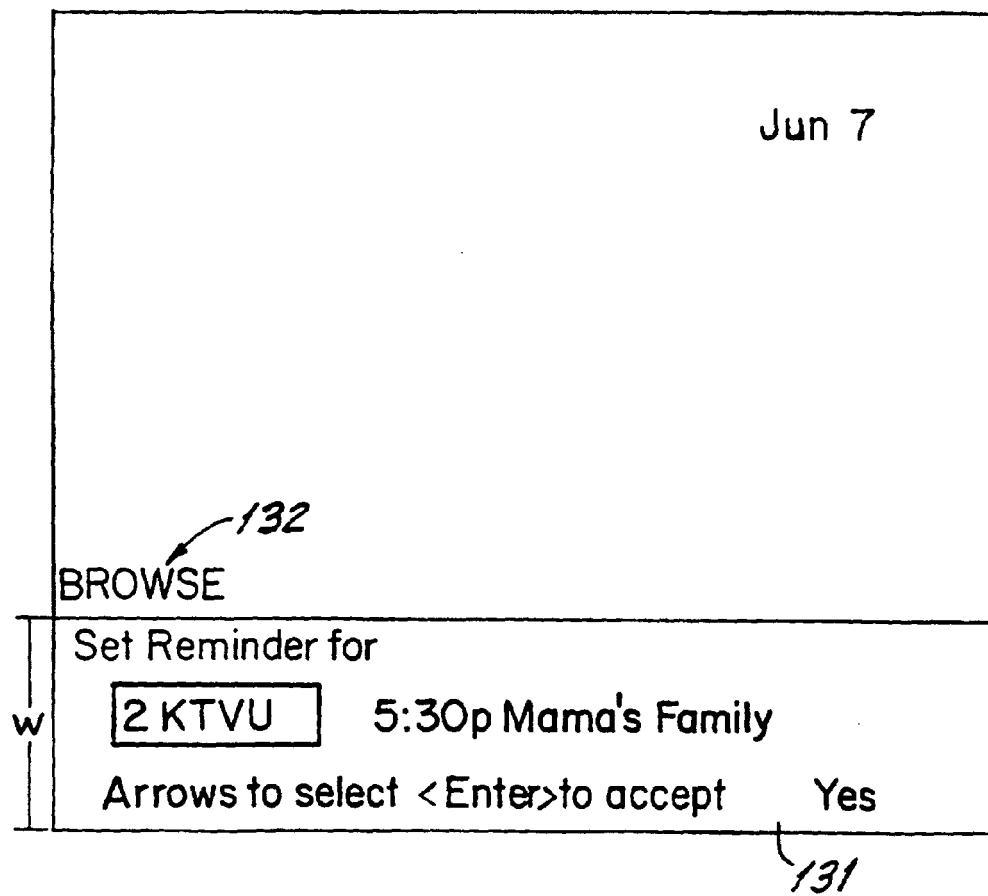 Jun 7
132
BROWSE
Set Reminder for
W
2 KTVU 5:30p Mama's Family
Arrows to select <Enter>to accept Yes
131